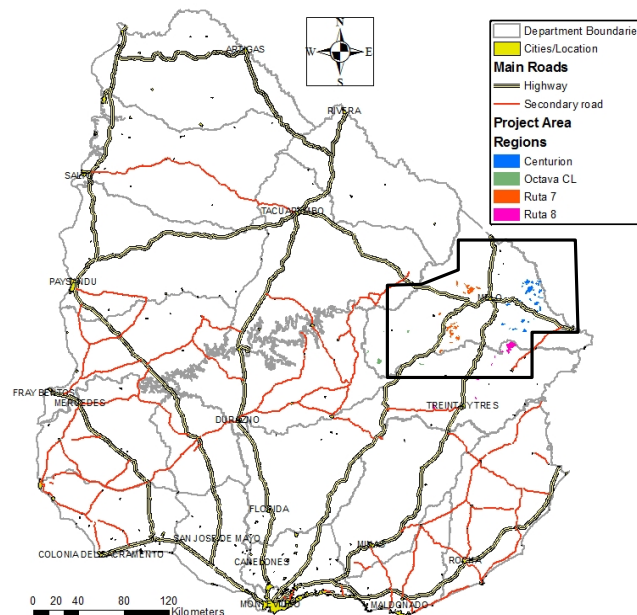 N
W E
S
Department Boundarie
Cities/Location
Main Roads
Highway
Secondary road
Project Area
Regions
Centurion
Octava CL
Ruta 7
Ruta 8
ARTIGAS
RIVERA
SALTO
TACUAREMBO
PAYSANDU
MELO
FRAY BENTOS
MERCEDES
TREINTA Y TRES
DURAZNO
FLORIDA
SAN JOSE DE MAYO
COLONIA DEL SACRAMENTO
CANELONES
MINAS
ROCHA
MONTEVIDEO
MALDONADO
0 20 40 80 120
Kilometers